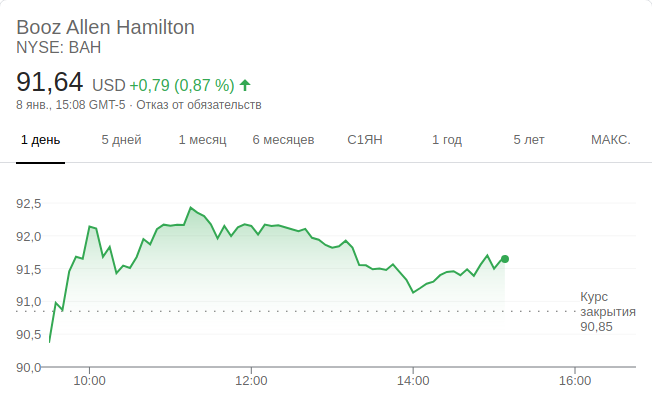 Booz Allen Hamilton
NYSE: BAH
91,64 USD +0,79 (0,87 %)
8 янв., 15:08 GMT-5 · Отказ от обязательств
1 день 5 дней 1 месяц 6 месяцев С1ЯН 1 год 5 лет МАКС.
92,5
92,0
91,5
91,0
90,5
90,0
Курс
закрытия
90,85
10:00 12:00 14:00 16:00